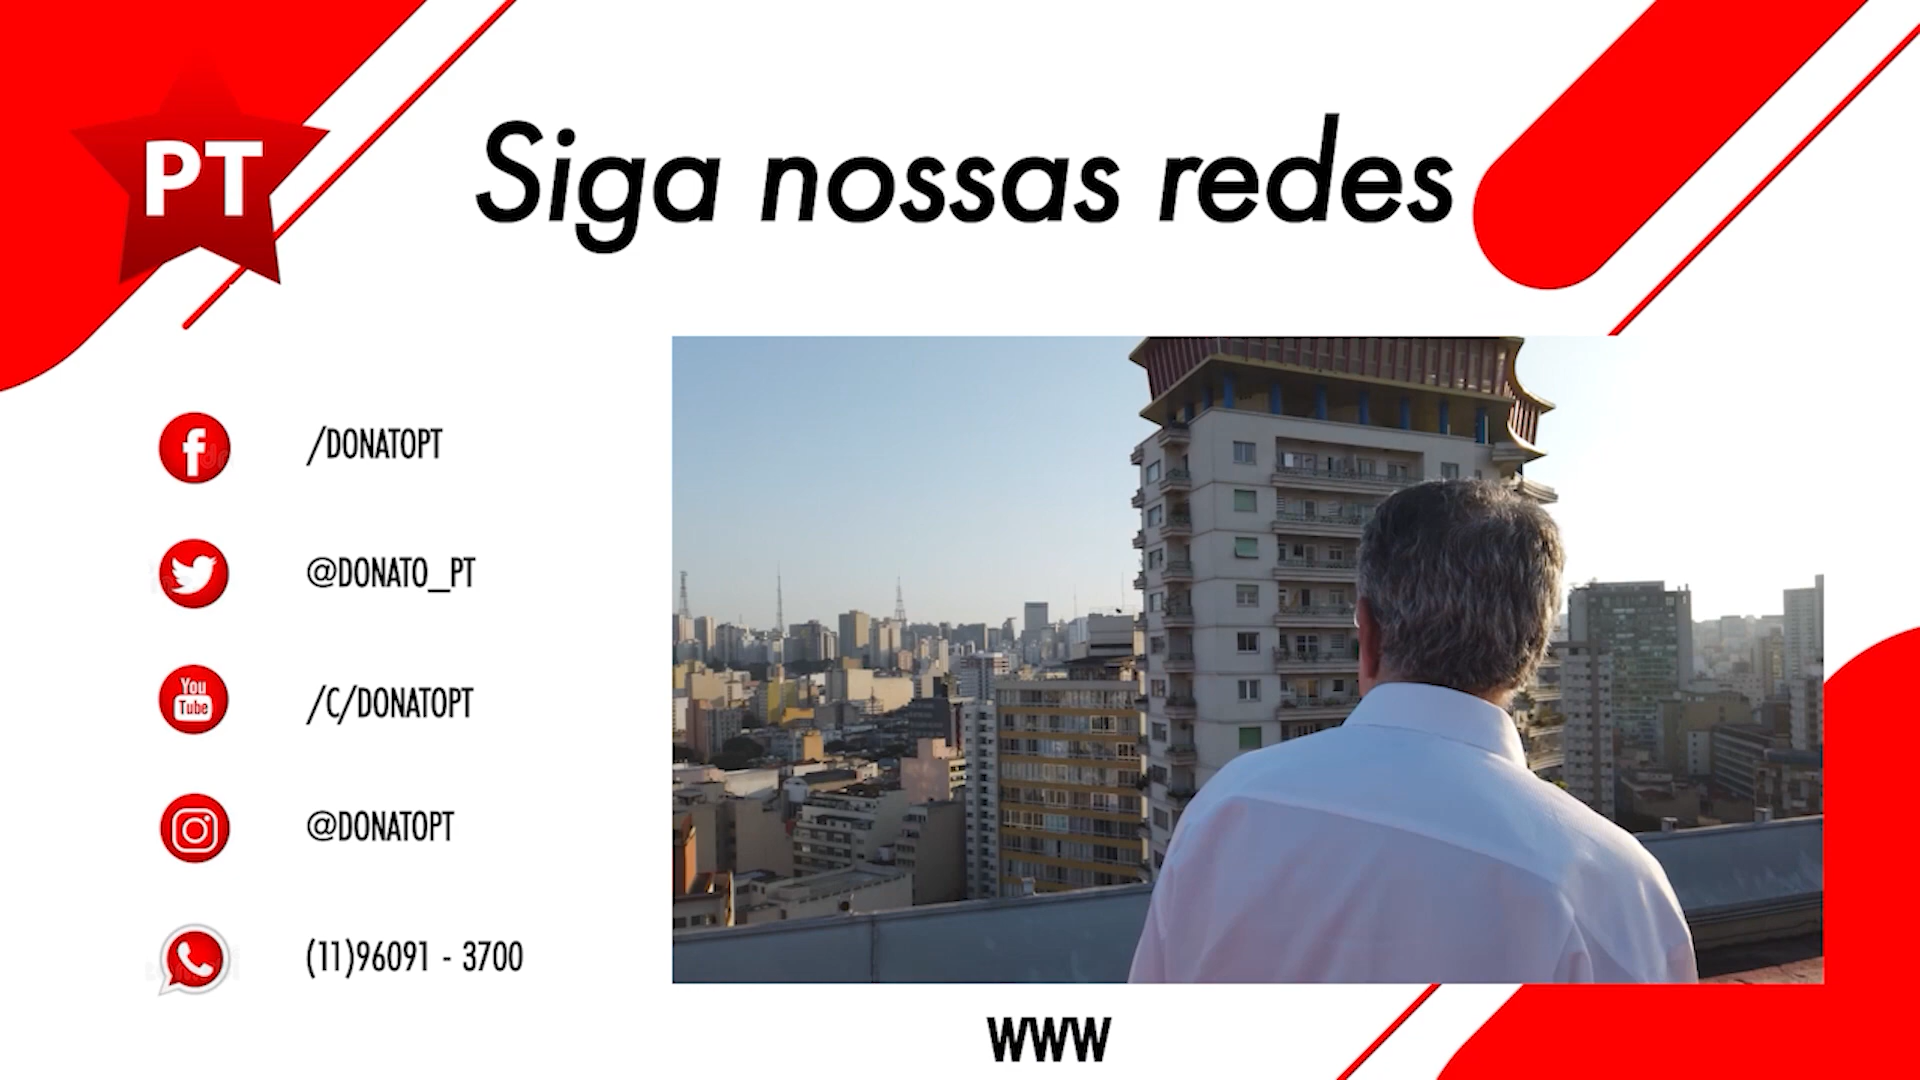 PT
Siga nossas redes
/DONATOPT
@DONATO_PT
You
Tube
/C/DONATOPT
@DONATOPT
(11)96091 - 3700
WWW